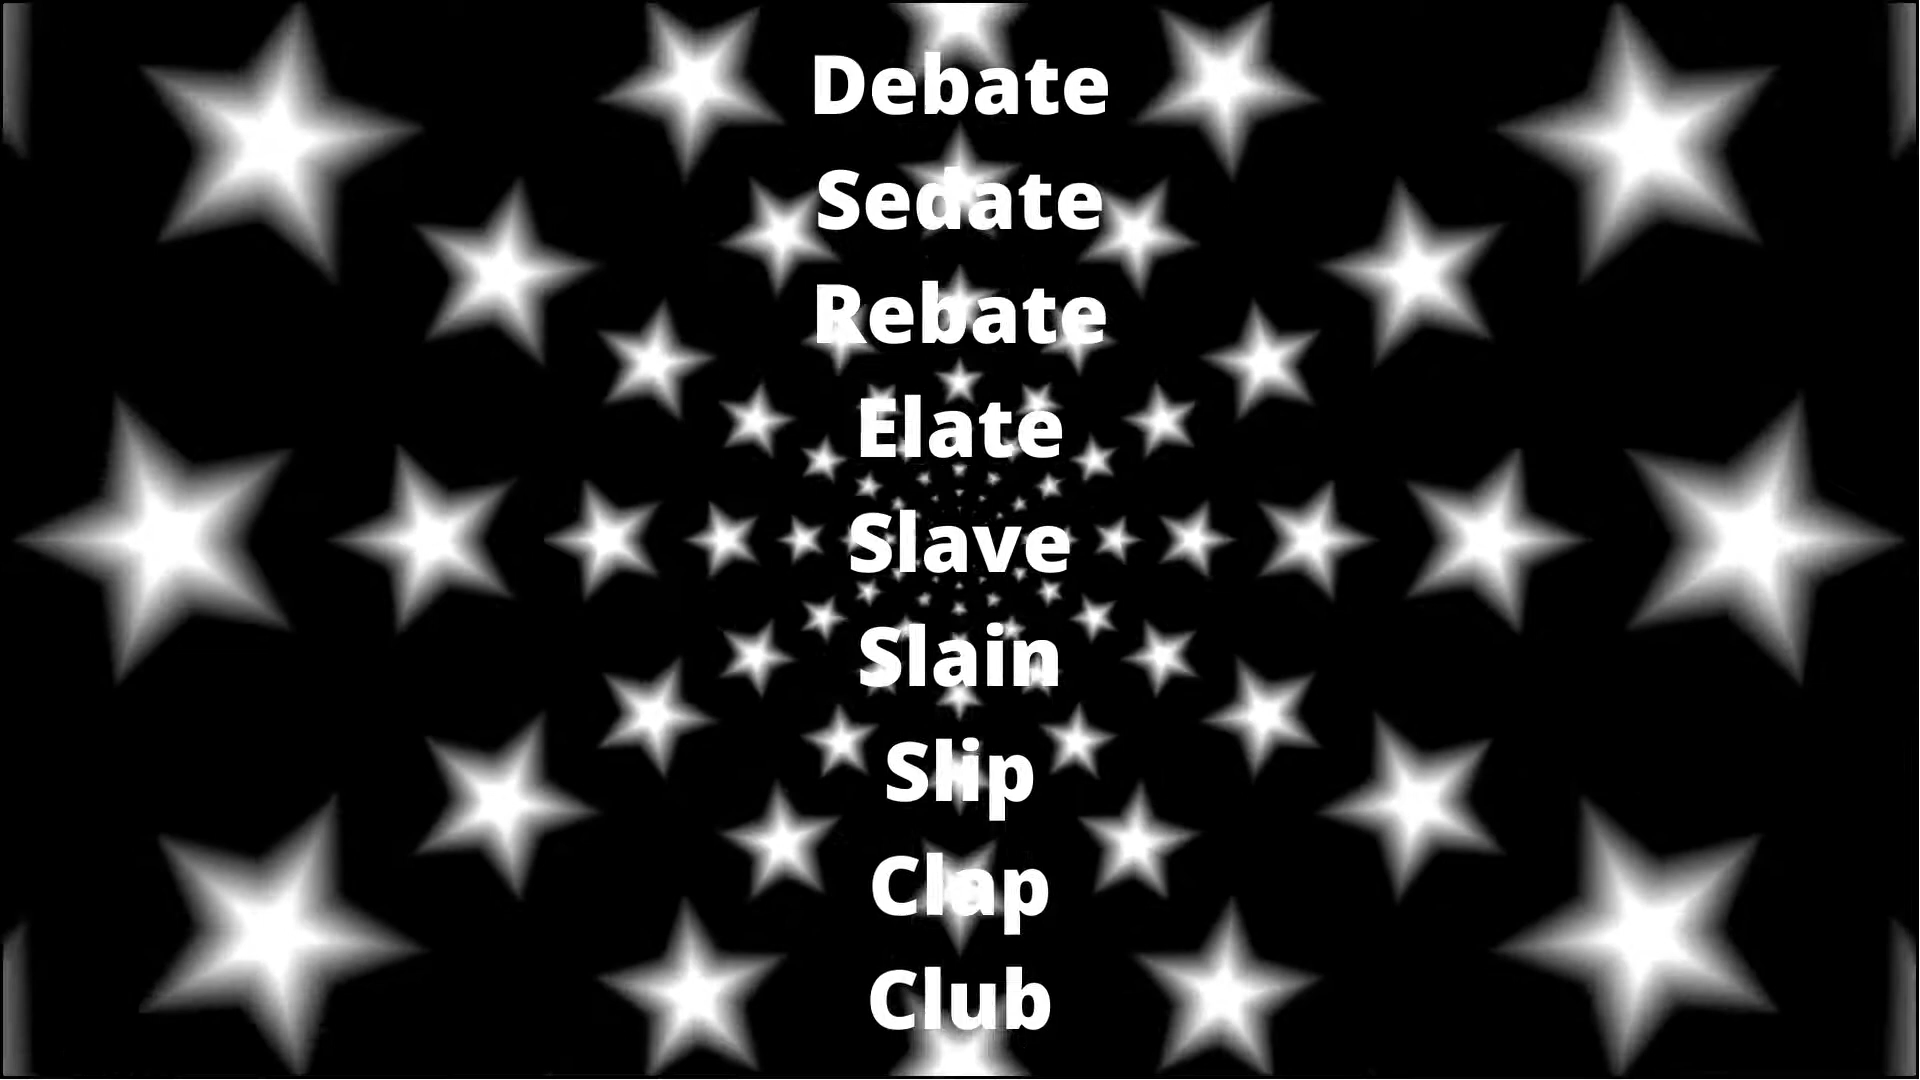 Debate
Sedate
Rebate
Elate
Slave
Slain
Slip
Clap
Club